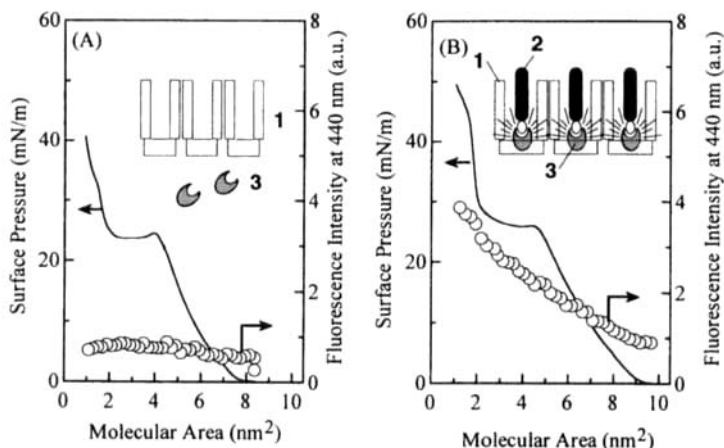 (A)
Surface Pressure (mN/m)
60
40
20
0
0 2 4 6 8 10
Molecular Area (nm²)
8
6
4
2
0
Fluorescence Intensity at 440 nm (a.u.)
1
3
(B)
Surface Pressure (mN/m)
60
40
20
0
0 2 4 6 8 10
Molecular Area (nm²)
8
6
4
2
0
Fluorescence Intensity at 440 nm (a.u.)
1
2
3